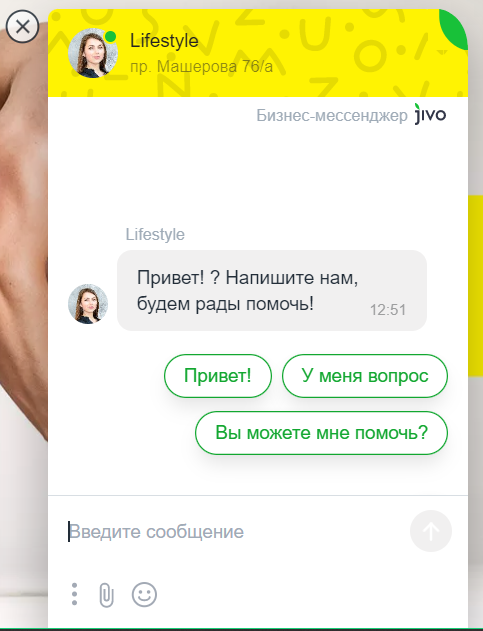 Lifestyle
пр. Машерова 76/а
Бизнес-мессенджер jivo
Lifestyle
Привет! ? Напишите нам,
будем рады помочь!
12:51
Привет!
У меня вопрос
Вы можете мне помочь?
Введите сообщение